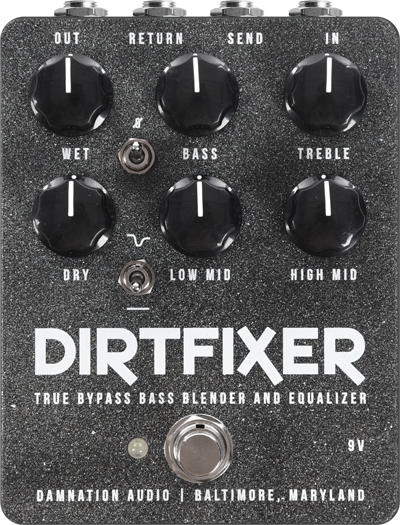 OUT RETURN SEND IN
WET BASS TREBLE
DRY LOW MID HIGH MID
DIRTFIXER
TRUE BYPASS BASS BLENDER AND EQUALIZER
9V
DAMNATION AUDIO | BALTIMORE, MARYLAND